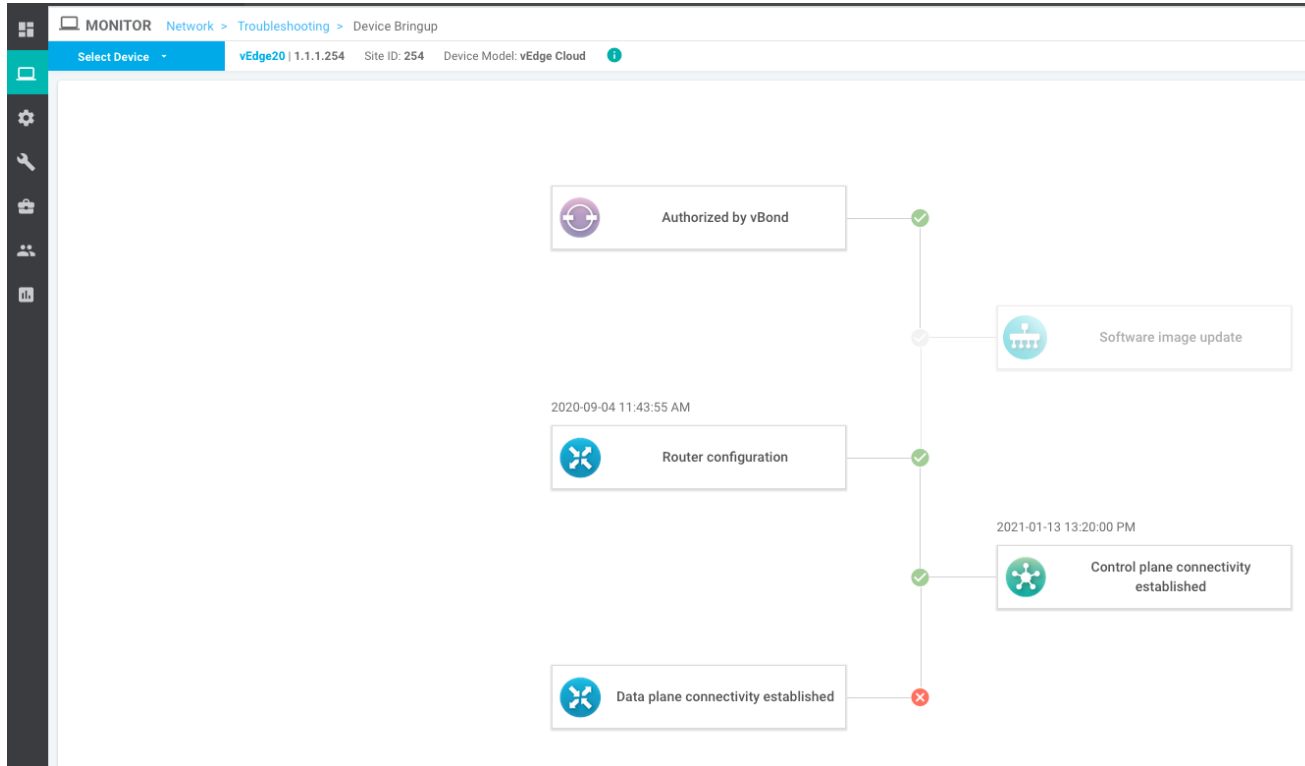 MONITOR Network > Troubleshooting > Device Bringup
Select Device vEdge20 | 1.1.1.254 Site ID: 254 Device Model: vEdge Cloud i
Authorized by vBond
Software image update
2020-09-04 11:43:55 AM
Router configuration
2021-01-13 13:20:00 PM
Control plane connectivity
established
Data plane connectivity established